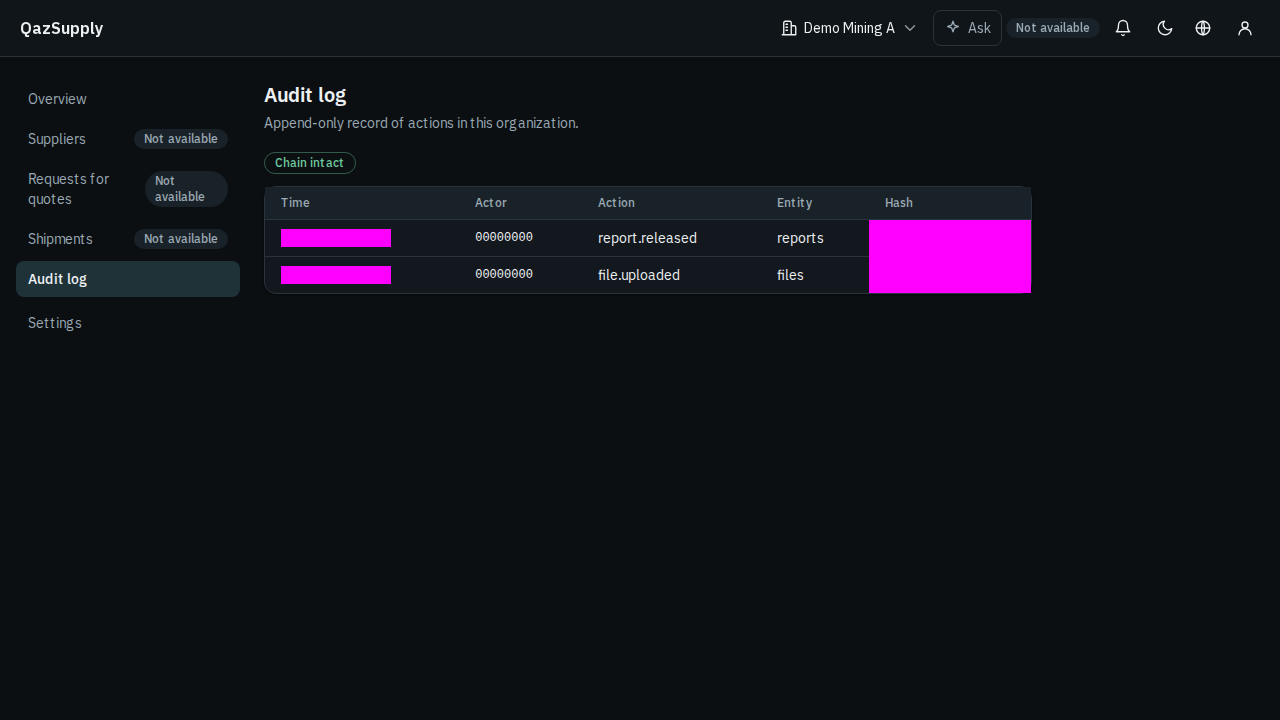 QazSupply
Demo Mining A
Ask
Not available
Overview
Suppliers
Not available
Requests for
quotes
Not
available
Shipments
Not available
Audit log
Settings
Audit log
Append-only record of actions in this organization.
Chain intact
Time Actor Action Entity Hash
00000000 report.released reports
00000000 file.uploaded files